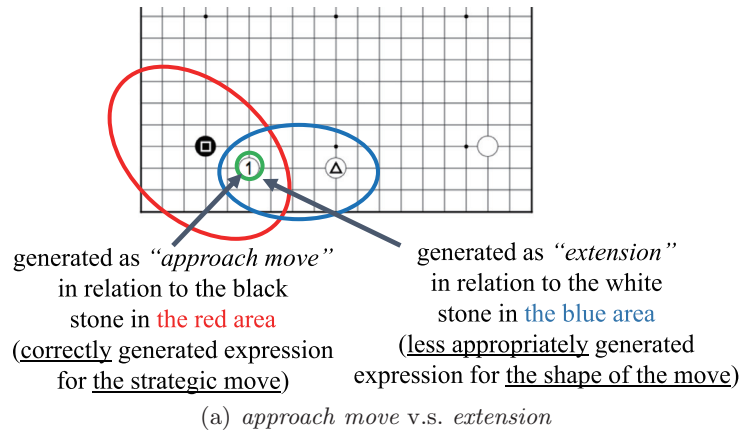 1
generated as “approach move”
in relation to the black
stone in the red area
(correctly generated expression
for the strategic move)
generated as “extension”
in relation to the white
stone in the blue area
(less appropriately generated
expression for the shape of the move)
(a) approach move v.s. extension